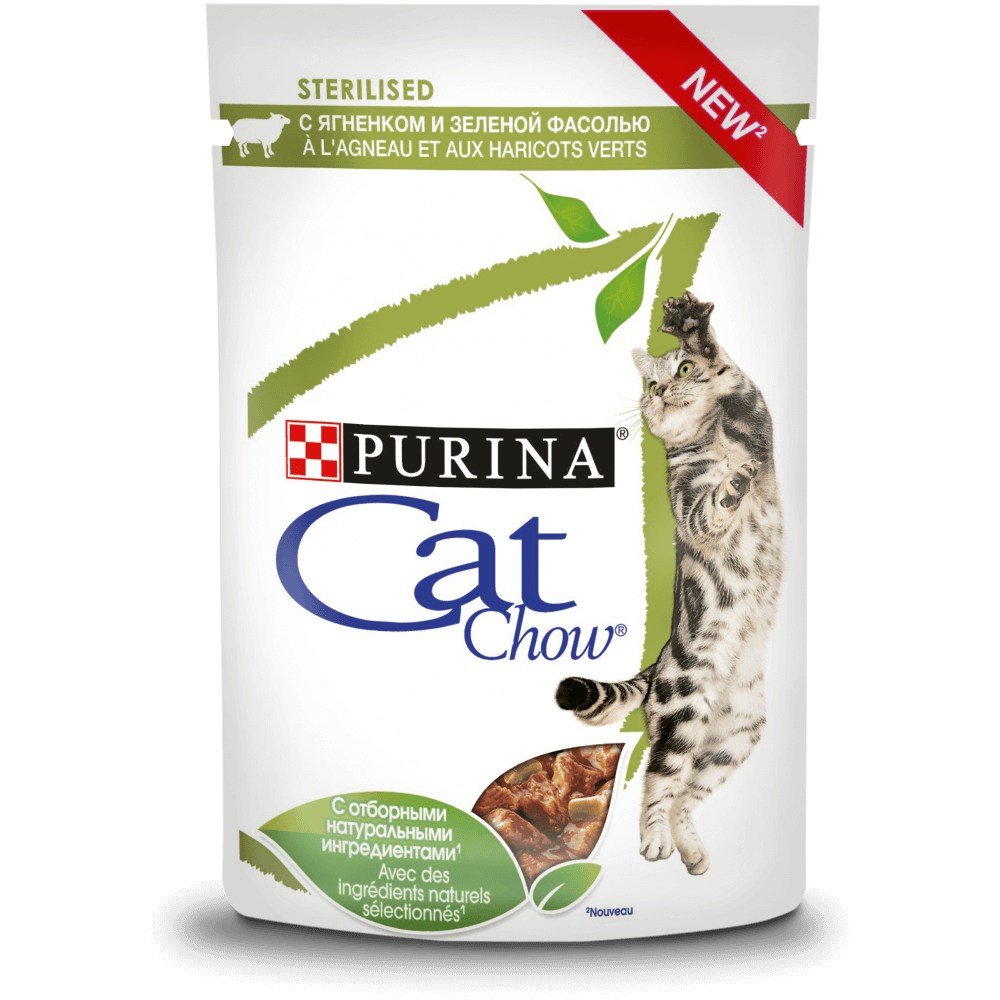 STERILISED
С ЯГНЕНКОМ И ЗЕЛЕНОЙ ФАСОЛЬЮ
À L'AGNEAU ET AUX HARICOTS VERTS
NEW²
PURINA®
Cat
Chow®
С отборными
натуральными
ингредиентами¹
Avec des
ingrédients naturels
sélectionnés¹
²Nouveau